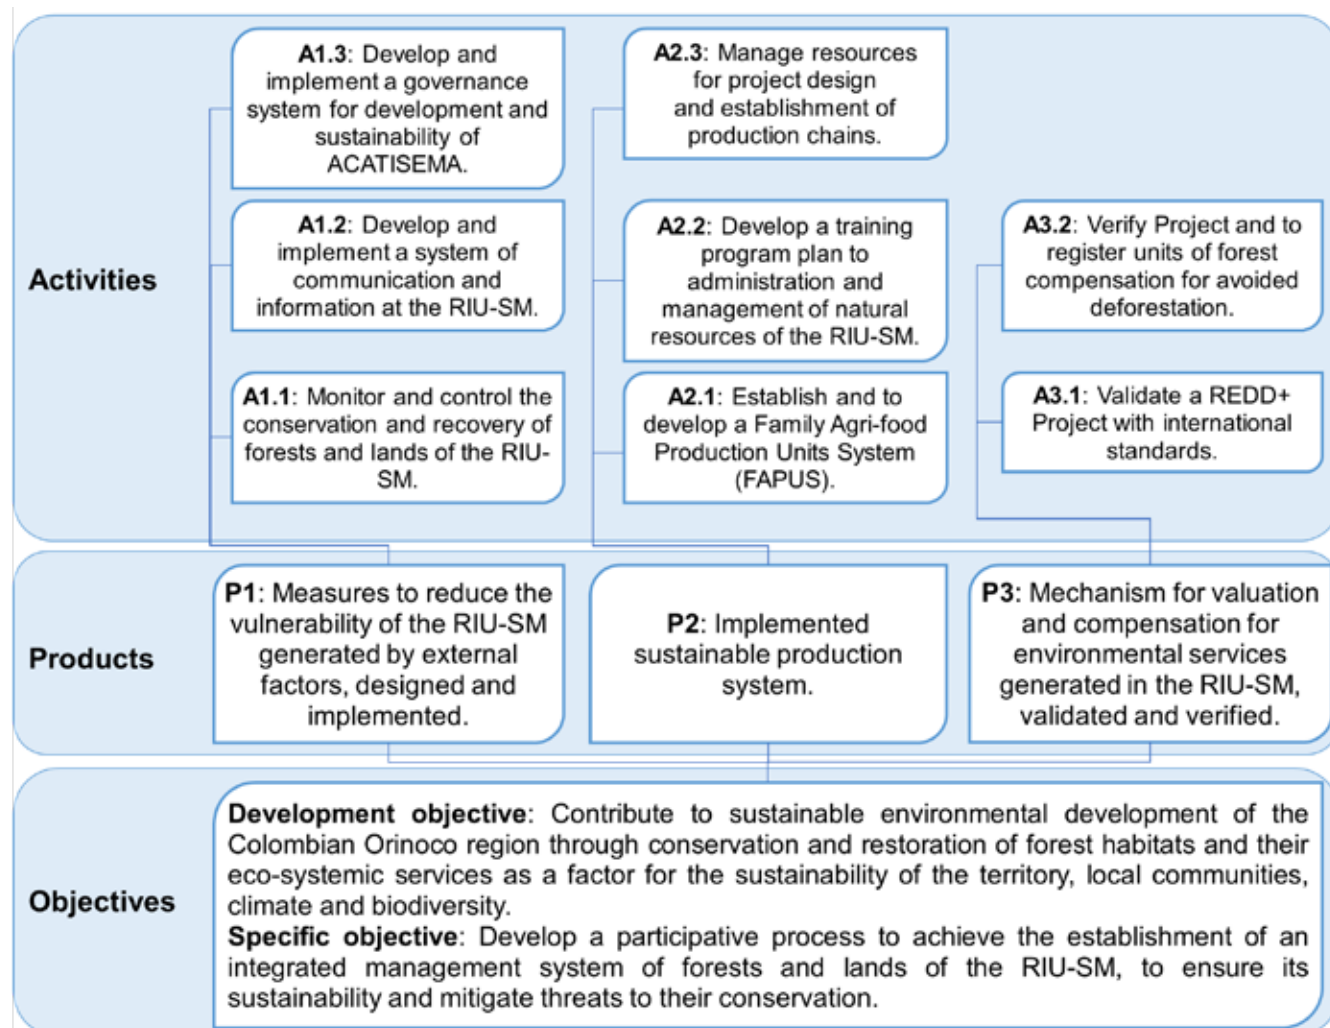 Activities
A1.3: Develop and
implement a governance
system for development and
sustainability of
ACATISEMA.
A2.3: Manage resources
for project design
and establishment of
production chains.
A1.2: Develop and
implement a system of
communication and
information at the RIU-SM.
A2.2: Develop a training
program plan to
administration and
management of natural
resources of the RIU-SM.
A3.2: Verify Project and to
register units of forest
compensation for avoided
deforestation.
A1.1: Monitor and control the
conservation and recovery of
forests and lands of the RIU-
SM.
A2.1: Establish and to
develop a Family Agri-food
Production Units System
(FAPUS).
A3.1: Validate a REDD+
Project with international
standards.
Products
P1: Measures to reduce the
vulnerability of the RIU-SM
generated by external
factors, designed and
implemented.
P2: Implemented
sustainable production
system.
P3: Mechanism for valuation
and compensation for
environmental services
generated in the RIU-SM,
validated and verified.
Objectives
Development objective: Contribute to sustainable environmental development of the
Colombian Orinoco region through conservation and restoration of forest habitats and their
eco-systemic services as a factor for the sustainability of the territory, local communities,
climate and biodiversity.
Specific objective: Develop a participative process to achieve the establishment of an
integrated management system of forests and lands of the RIU-SM, to ensure its
sustainability and mitigate threats to their conservation.